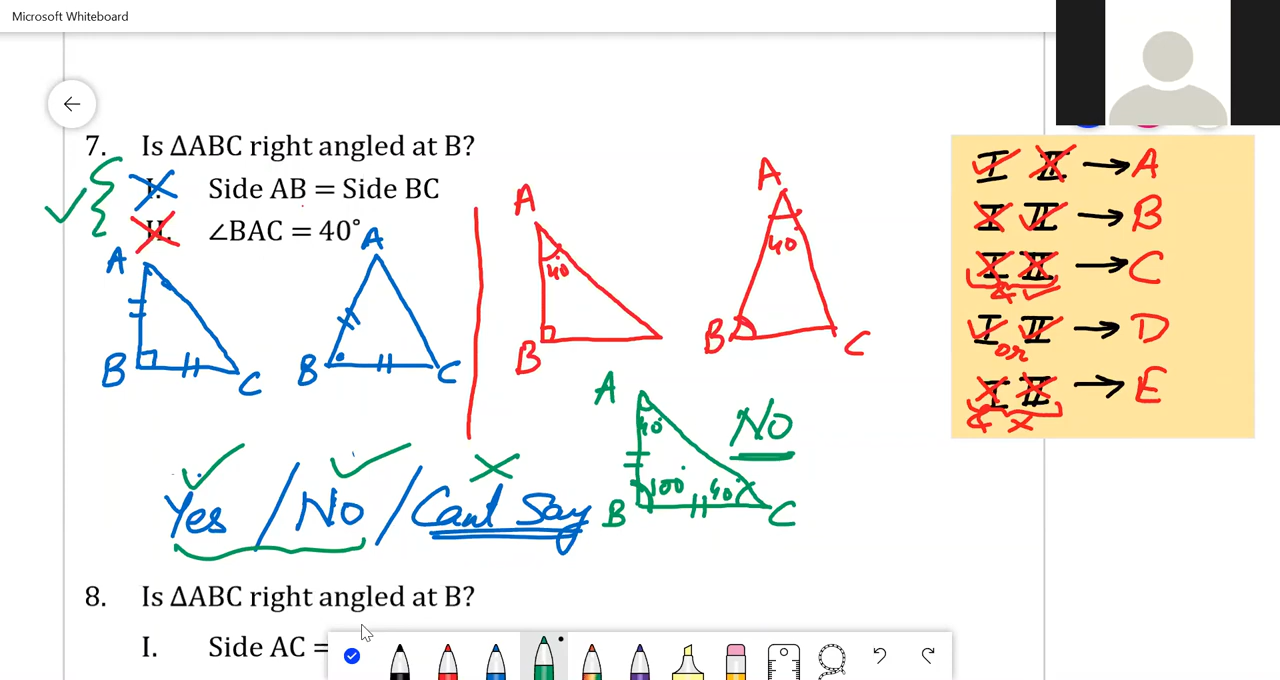 Microsoft Whiteboard
7. Is ΔABC right angled at B?
I. Side AB = Side BC
II. ∠BAC = 40°
A
B
C
A
B
C
A
40
B
A
40
B
C
A
40
100
40
B
C
No
Yes / No / Cant Say
8. Is ΔABC right angled at B?
I. Side AC =
I II → A
I II → B
I II → C
&
I or II → D
I II → E
&